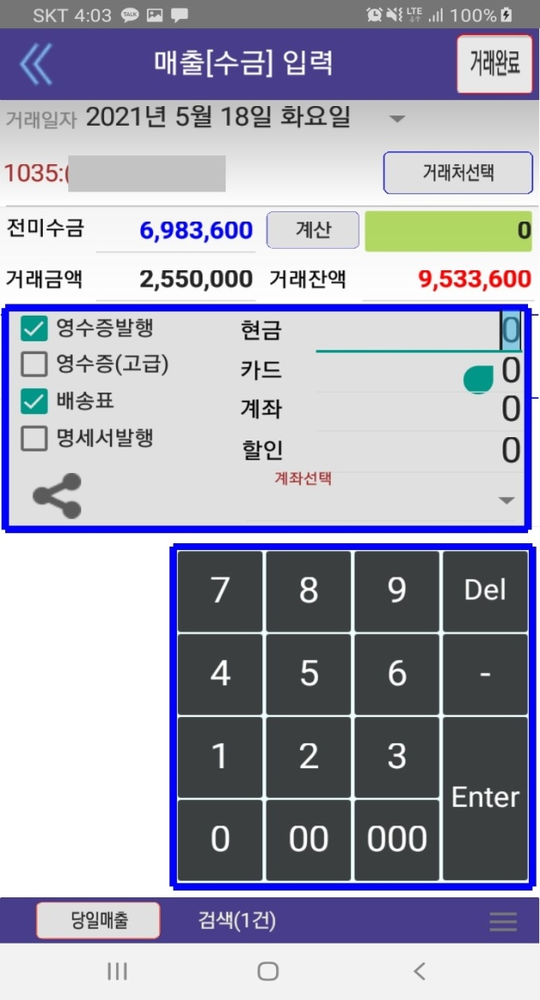 SKT 4:03 TALK LTE 100%
매출[수금] 입력 거래완료
거래일자 2021년 5월 18일 화요일
1035:( 거래처선택
전미수금 6,983,600 계산 0
거래금액 2,550,000 거래잔액 9,533,600
영수증발행 현금 0
영수증(고급) 카드 0
배송표 계좌 0
명세서발행 할인 0
계좌선택
7 8 9 Del
4 5 6 -
1 2 3
Enter
0 00 000
당일매출 검색(1건)